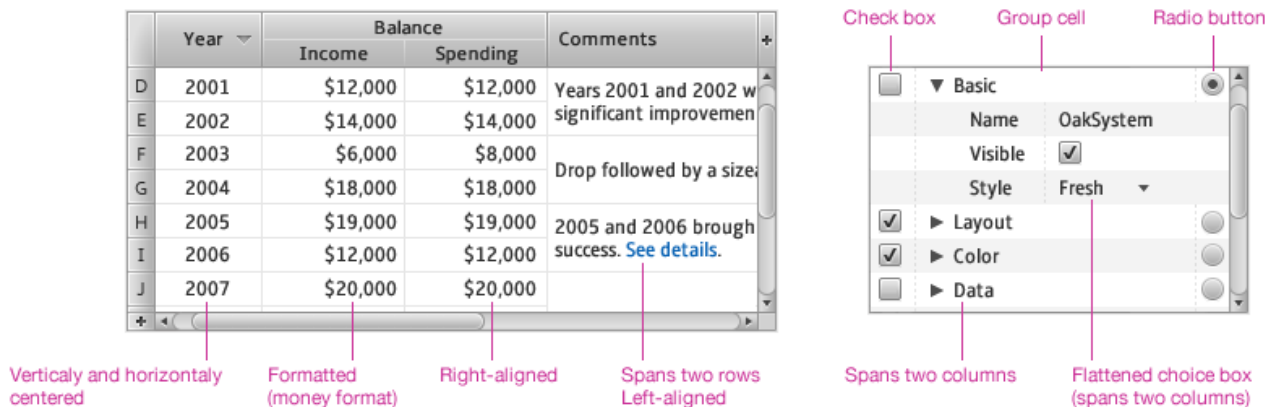 Check box Group cell Radio button
Year Balance Comments
Income Spending
D 2001 $12,000 $12,000 Years 2001 and 2002 w
E 2002 $14,000 $14,000 significant improvemen
F 2003 $6,000 $8,000
Drop followed by a size
G 2004 $18,000 $18,000
H 2005 $19,000 $19,000 2005 and 2006 brough
I 2006 $12,000 $12,000 success. See details.
J 2007 $20,000 $20,000
Basic
Name OakSystem
Visible
Style Fresh
Layout
Color
Data
Verticaly and horizontaly
centered
Formatted
(money format)
Right-aligned
Spans two rows
Left-aligned
Spans two columns
Flattened choice box
(spans two columns)